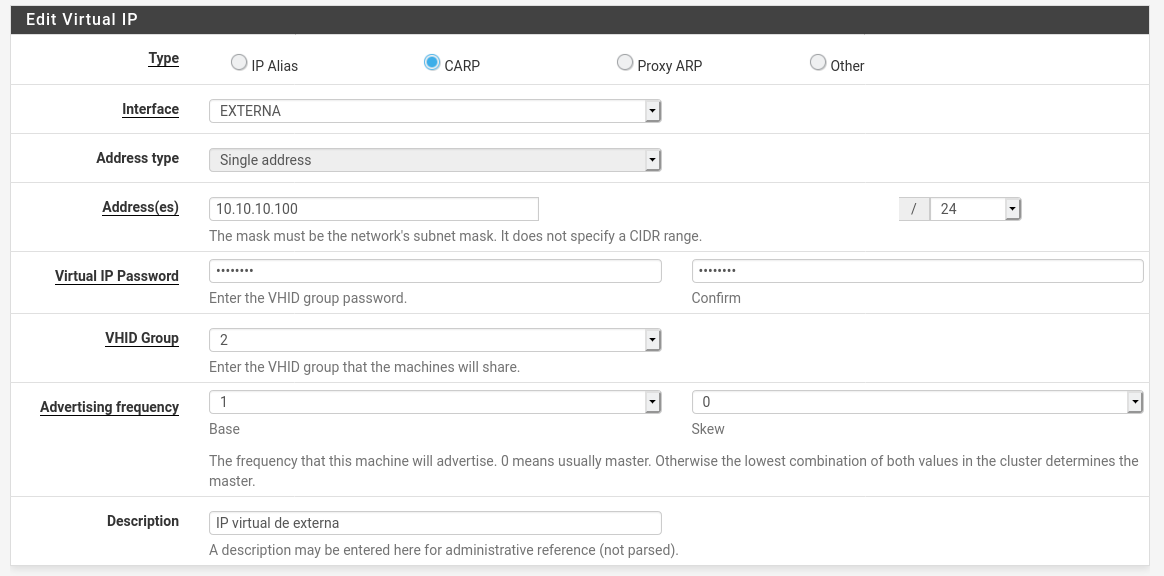 Edit Virtual IP
Type
IP Alias
CARP
Proxy ARP
Other
Interface
EXTERNA
Address type
Single address
Address(es)
10.10.10.100
/
24
The mask must be the network's subnet mask. It does not specify a CIDR range.
Virtual IP Password
••••••••
••••••••
Enter the VHID group password.
Confirm
VHID Group
2
Enter the VHID group that the machines will share.
Advertising frequency
1
0
Base
Skew
The frequency that this machine will advertise. 0 means usually master. Otherwise the lowest combination of both values in the cluster determines the
master.
Description
IP virtual de externa
A description may be entered here for administrative reference (not parsed).